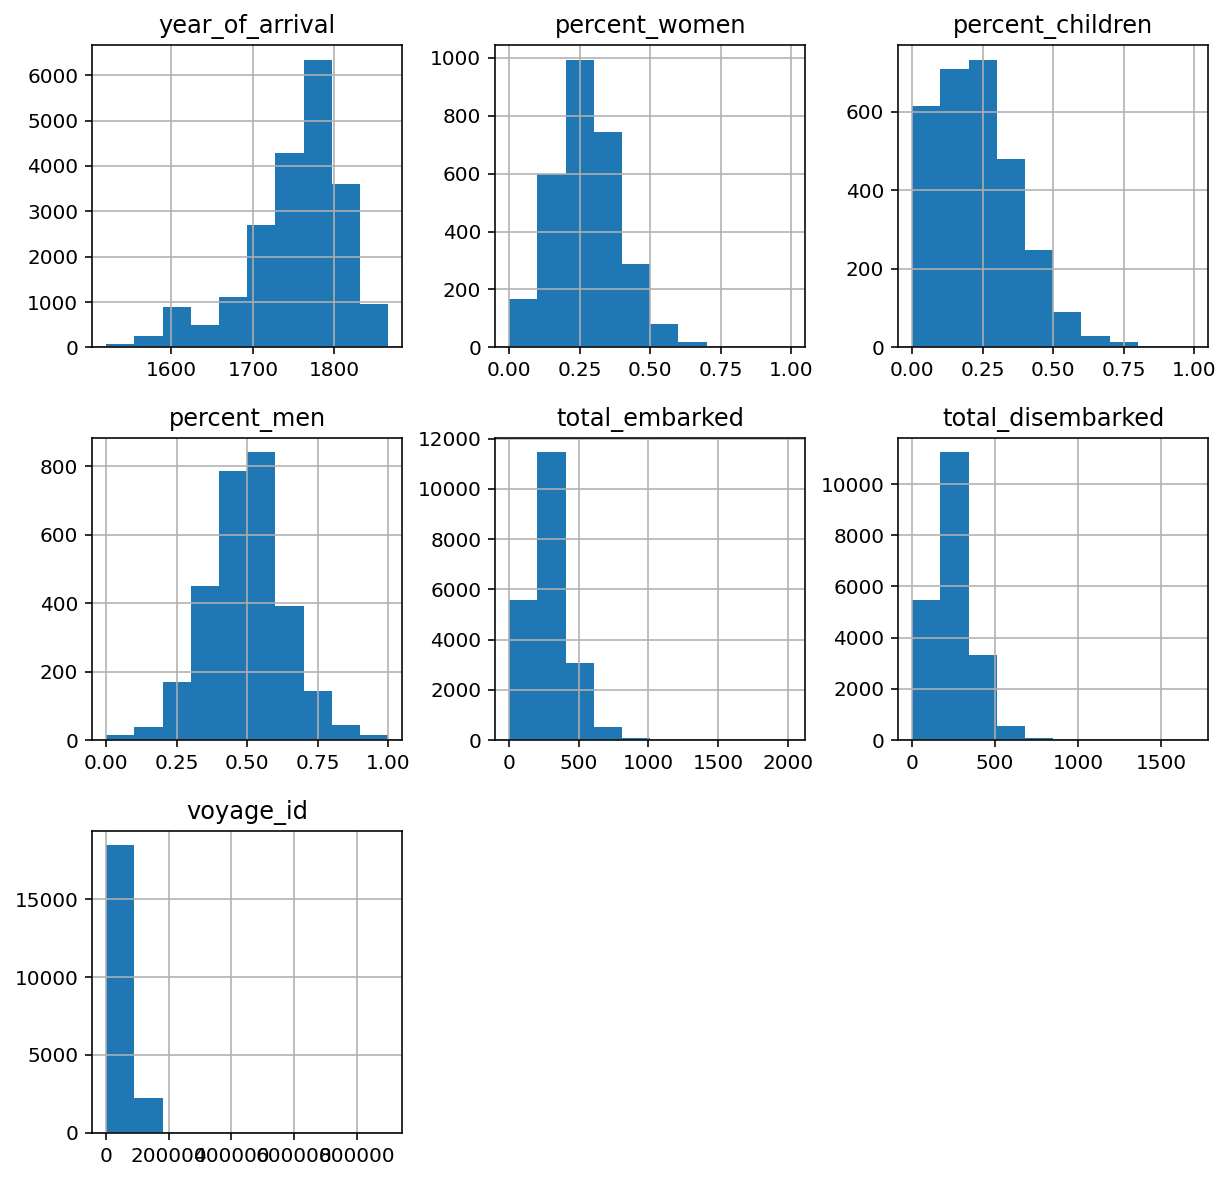 year_of_arrival
6000
5000
4000
3000
2000
1000
0
1600 1700 1800
percent_women
1000
800
600
400
200
0
0.00 0.25 0.50 0.75 1.00
percent_children
600
400
200
0
0.00 0.25 0.50 0.75 1.00
percent_men
800
600
400
200
0
0.00 0.25 0.50 0.75 1.00
total_embarked
12000
10000
8000
6000
4000
2000
0
0 500 1000 1500 2000
total_disembarked
10000
8000
6000
4000
2000
0
0 500 1000 1500
voyage_id
15000
10000
5000
0
0 200000 400000 600000 800000